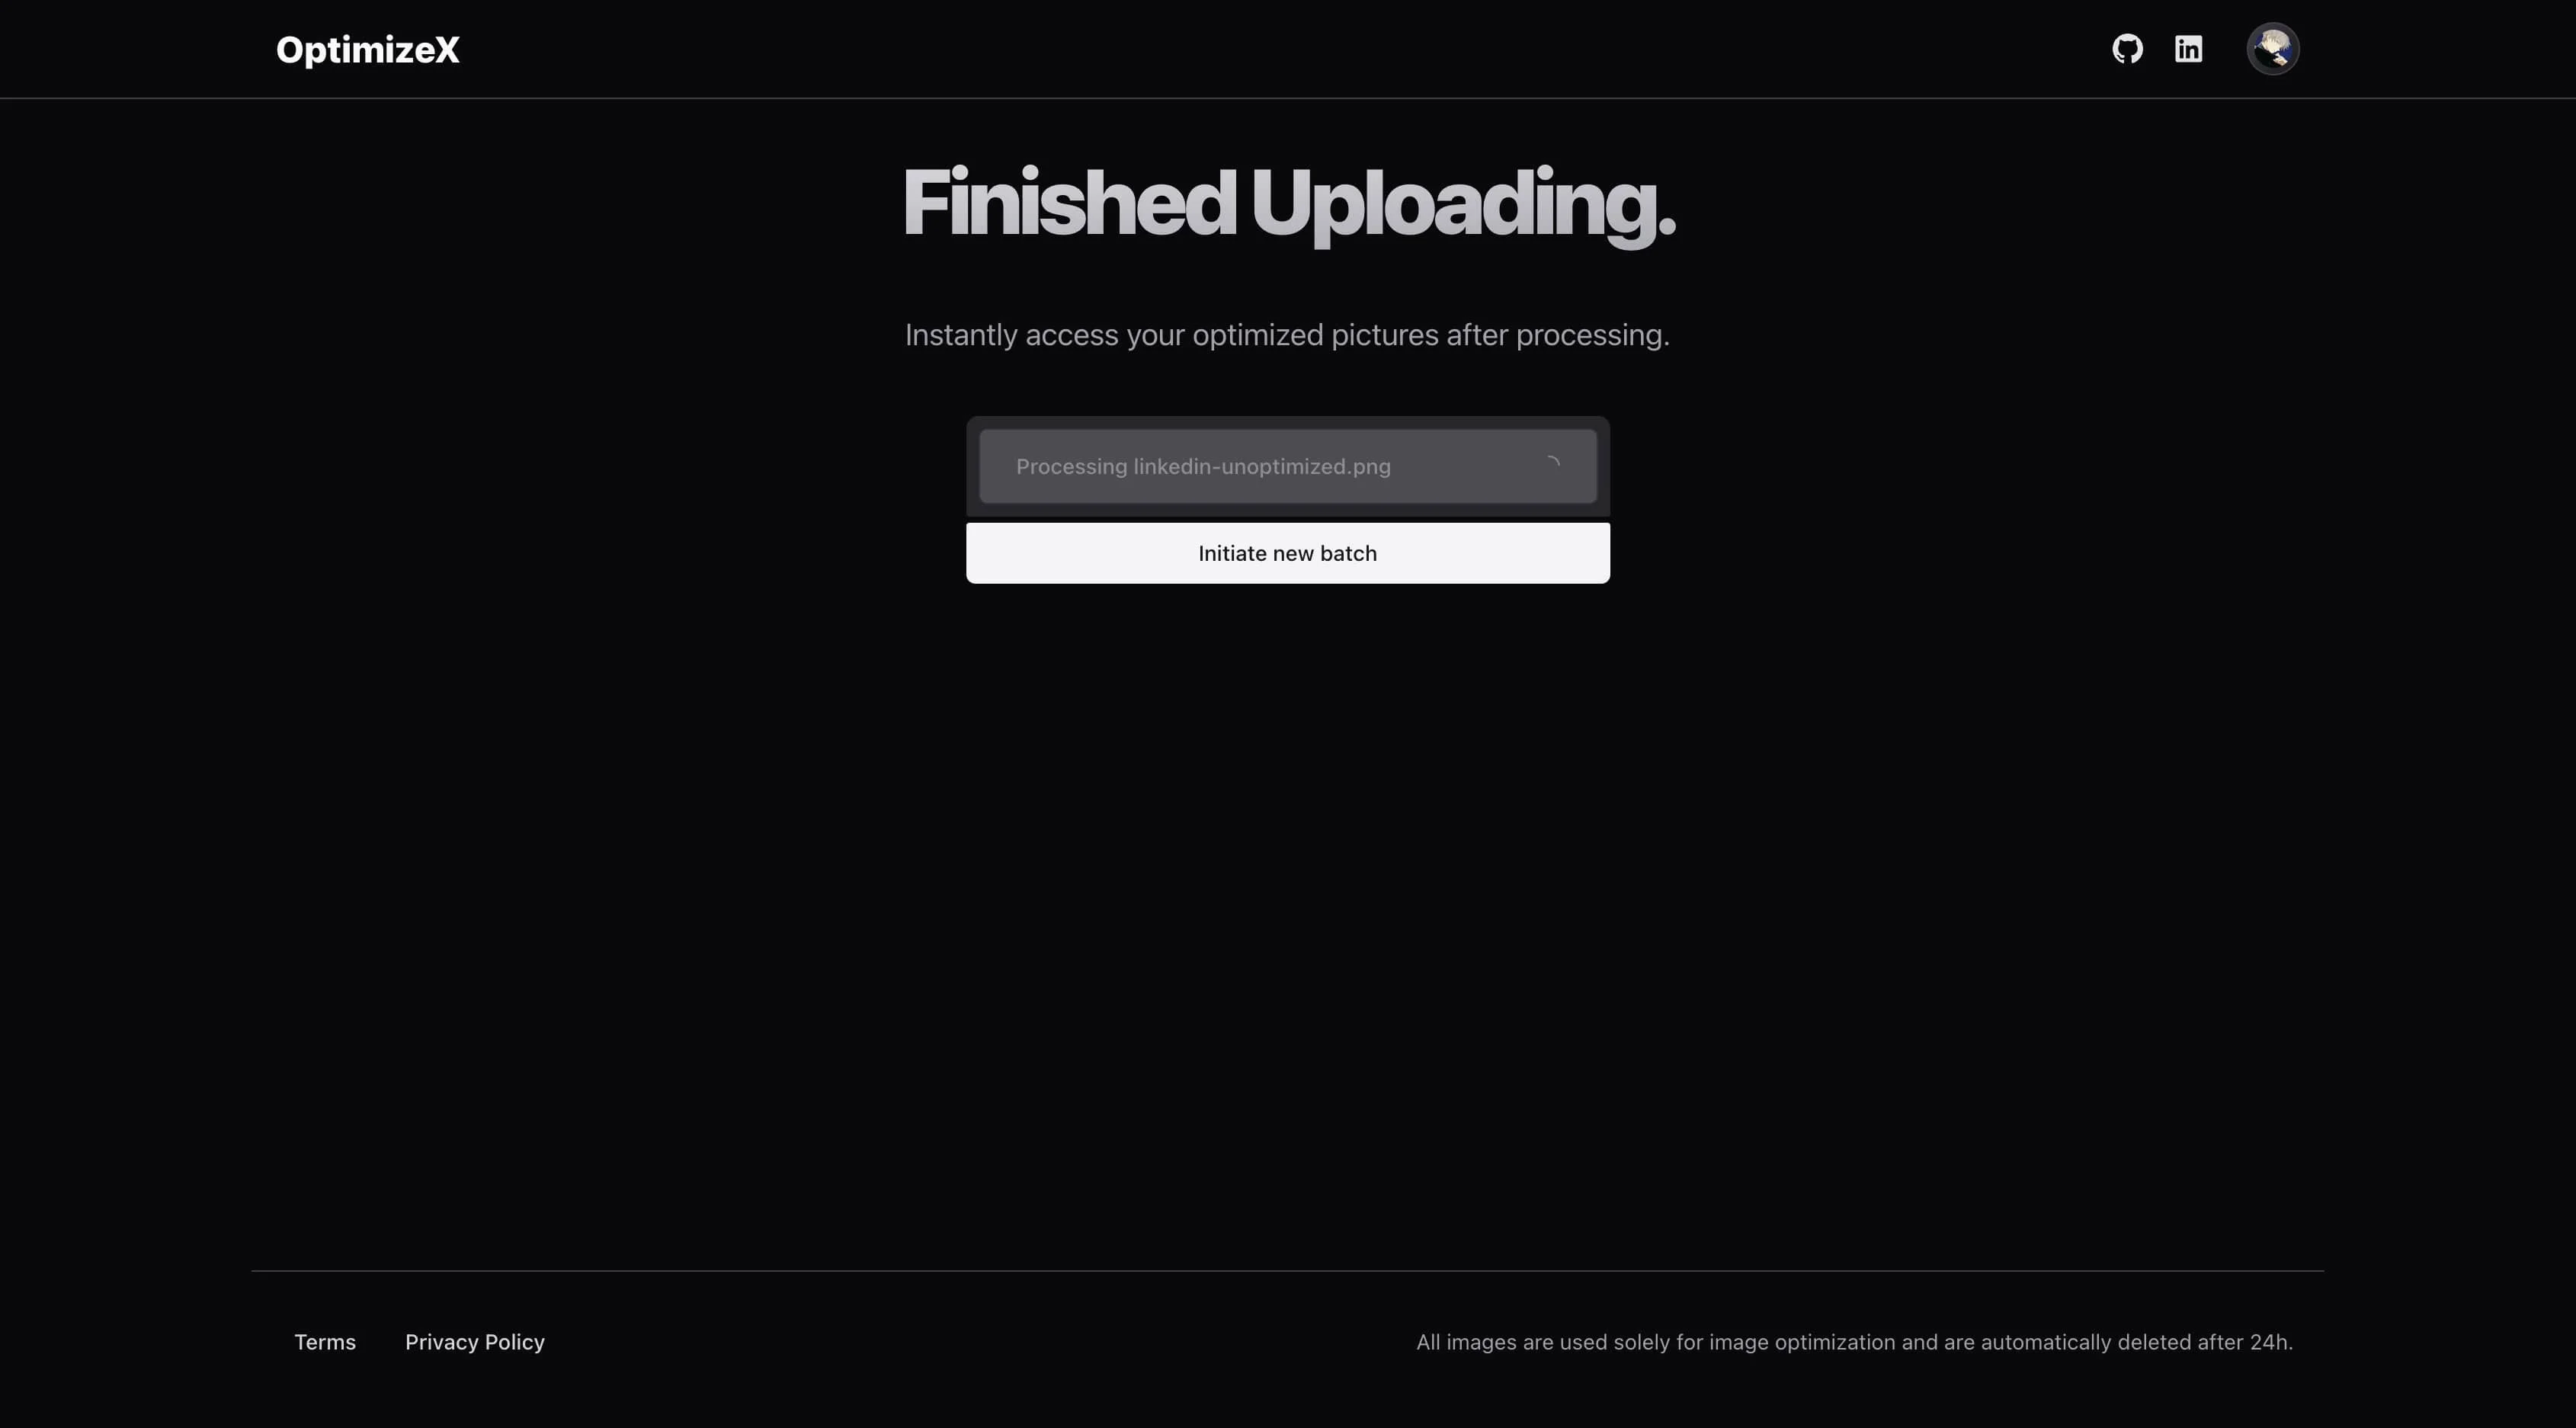 OptimizeX
Finished Uploading.
Instantly access your optimized pictures after processing.
Processing linkedin-unoptimized.png
Initiate new batch
Terms Privacy Policy All images are used solely for image optimization and are automatically deleted after 24h.